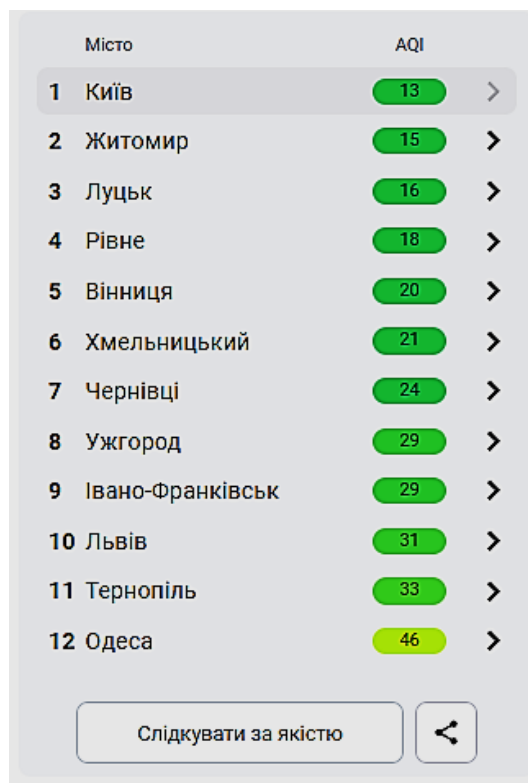 Місто AQI
1 Київ 13
2 Житомир 15
3 Луцьк 16
4 Рівне 18
5 Вінниця 20
6 Хмельницький 21
7 Чернівці 24
8 Ужгород 29
9 Івано-Франківськ 29
10 Львів 31
11 Тернопіль 33
12 Одеса 46
Слідкувати за якістю